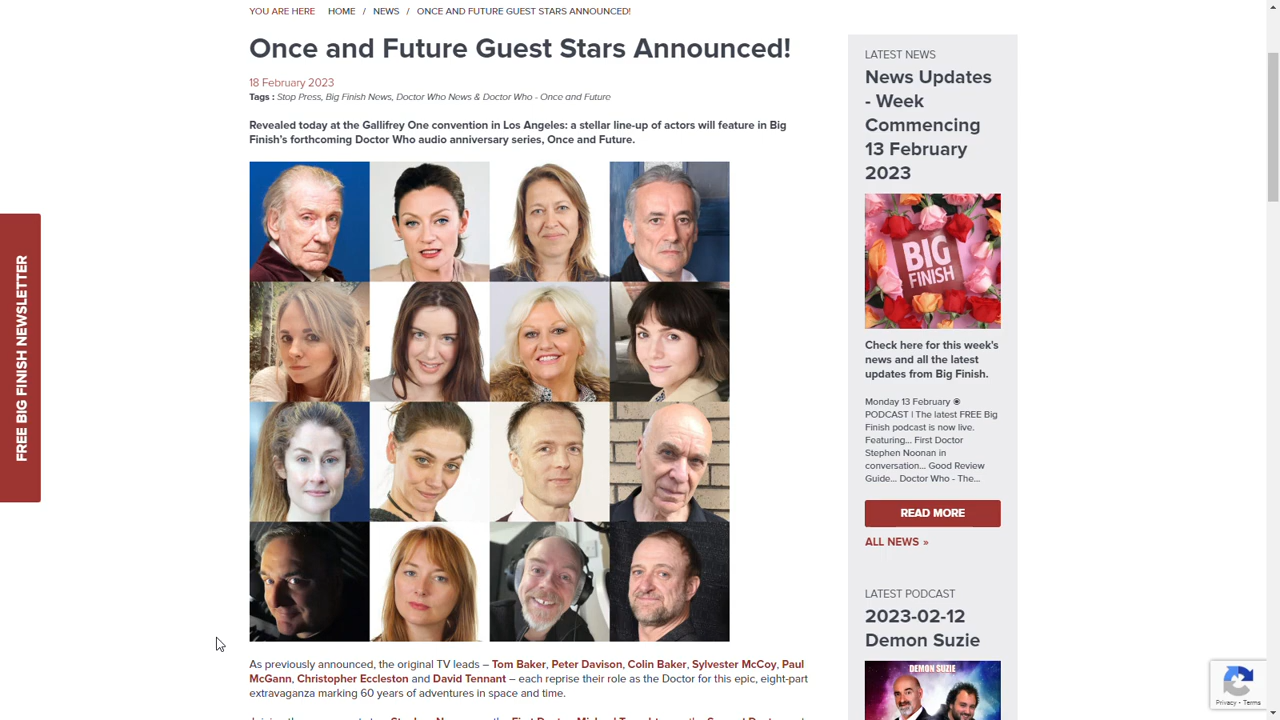 YOU ARE HERE HOME / NEWS / ONCE AND FUTURE GUEST STARS ANNOUNCED!
Once and Future Guest Stars Announced!
18 February 2023
Tags : Stop Press, Big Finish News, Doctor Who News & Doctor Who - Once and Future
Revealed today at the Gallifrey One convention in Los Angeles: a stellar line-up of actors will feature in Big
Finish's forthcoming Doctor Who audio anniversary series, Once and Future.
As previously announced, the original TV leads – Tom Baker, Peter Davison, Colin Baker, Sylvester McCoy, Paul
McGann, Christopher Eccleston and David Tennant – each reprise their role as the Doctor for this epic, eight-part
extravaganza marking 60 years of adventures in space and time.
FREE BIG FINISH NEWSLETTER
LATEST NEWS
News Updates
- Week
Commencing
13 February
2023
BIG
FINISH
Check here for this week's
news and all the latest
updates from Big Finish.
Monday 13 February ⦿
PODCAST | The latest FREE Big
Finish podcast is now live.
Featuring... First Doctor
Stephen Noonan in
conversation... Good Review
Guide... Doctor Who - The...
READ MORE
ALL NEWS »
LATEST PODCAST
2023-02-12
Demon Suzie
DEMON SUZIE
Privacy - Terms